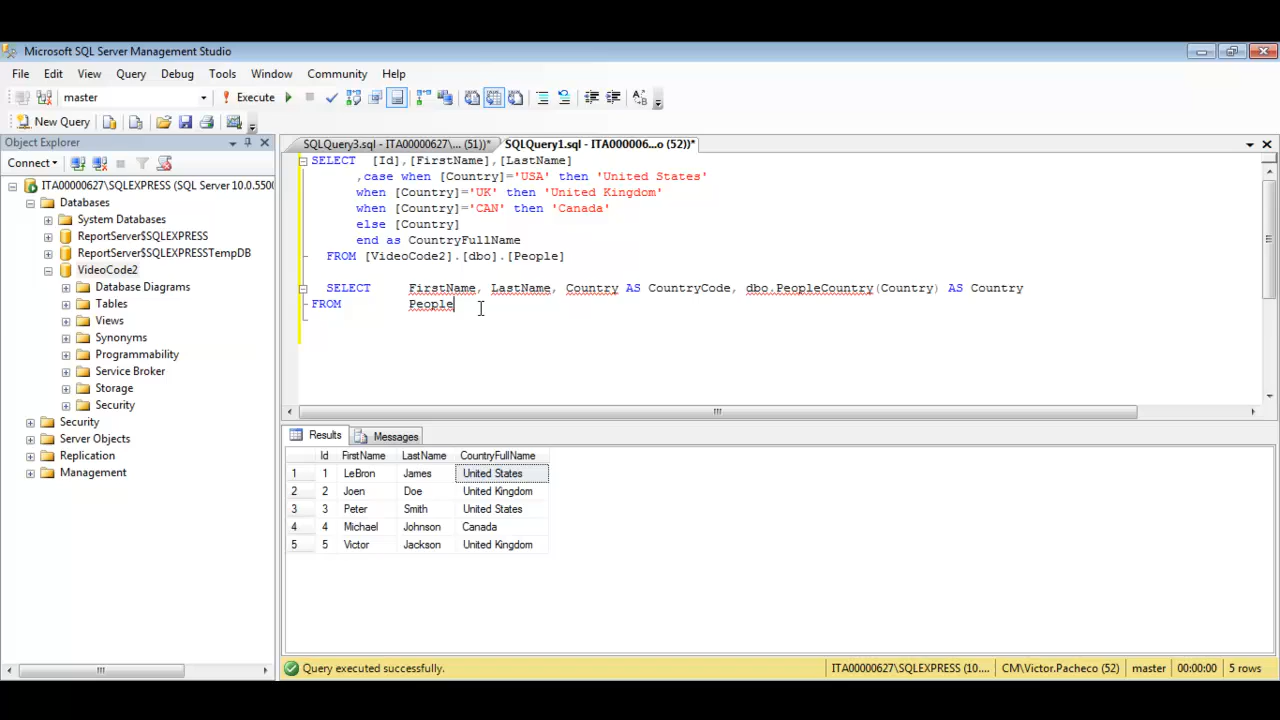 Microsoft SQL Server Management Studio
File Edit View Query Debug Tools Window Community Help
master Execute
New Query
Object Explorer
Connect
ITA00000627\SQLEXPRESS (SQL Server 10.0.5500
Databases
System Databases
ReportServer$SQLEXPRESS
ReportServer$SQLEXPRESSTempDB
VideoCode2
Database Diagrams
Tables
Views
Synonyms
Programmability
Service Broker
Storage
Security
Security
Server Objects
Replication
Management
SQLQuery3.sql - ITA00000627\... (51))* SQLQuery1.sql - ITA000006...o (52))*
SELECT [Id],[FirstName],[LastName]
,case when [Country]='USA' then 'United States'
when [Country]='UK' then 'United Kingdom'
when [Country]='CAN' then 'Canada'
else [Country]
end as CountryFullName
FROM [VideoCode2].[dbo].[People]
SELECT FirstName, LastName, Country AS CountryCode, dbo.PeopleCountry(Country) AS Country
FROM People
Results Messages
Id FirstName LastName CountryFullName
1 1 LeBron James United States
2 2 Joen Doe United Kingdom
3 3 Peter Smith United States
4 4 Michael Johnson Canada
5 5 Victor Jackson United Kingdom
Query executed successfully. ITA00000627\SQLEXPRESS (10.... CM\Victor.Pacheco (52) master 00:00:00 5 rows